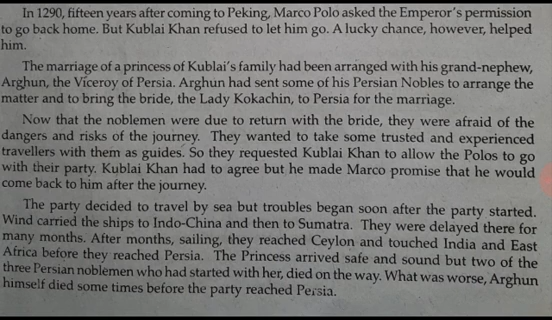 In 1290, fifteen years after coming to Peking, Marco Polo asked the Emperor's permission
to go back home. But Kublai Khan refused to let him go. A lucky chance, however, helped
him.
The marriage of a princess of Kublai's family had been arranged with his grand-nephew,
Arghun, the Viceroy of Persia. Arghun had sent some of his Persian Nobles to arrange the
matter and to bring the bride, the Lady Kokachin, to Persia for the marriage.
Now that the noblemen were due to return with the bride, they were afraid of the
dangers and risks of the journey. They wanted to take some trusted and experienced
travellers with them as guides. So they requested Kublai Khan to allow the Polos to go
with their party. Kublai Khan had to agree but he made Marco promise that he would
come back to him after the journey.
The party decided to travel by sea but troubles began soon after the party started.
Wind carried the ships to Indo-China and then to Sumatra. They were delayed there for
many months. After months, sailing, they reached Ceylon and touched India and East
Africa before they reached Persia. The Princess arrived safe and sound but two of the
three Persian noblemen who had started with her, died on the way. What was worse, Arghun
himself died some times before the party reached Persia.